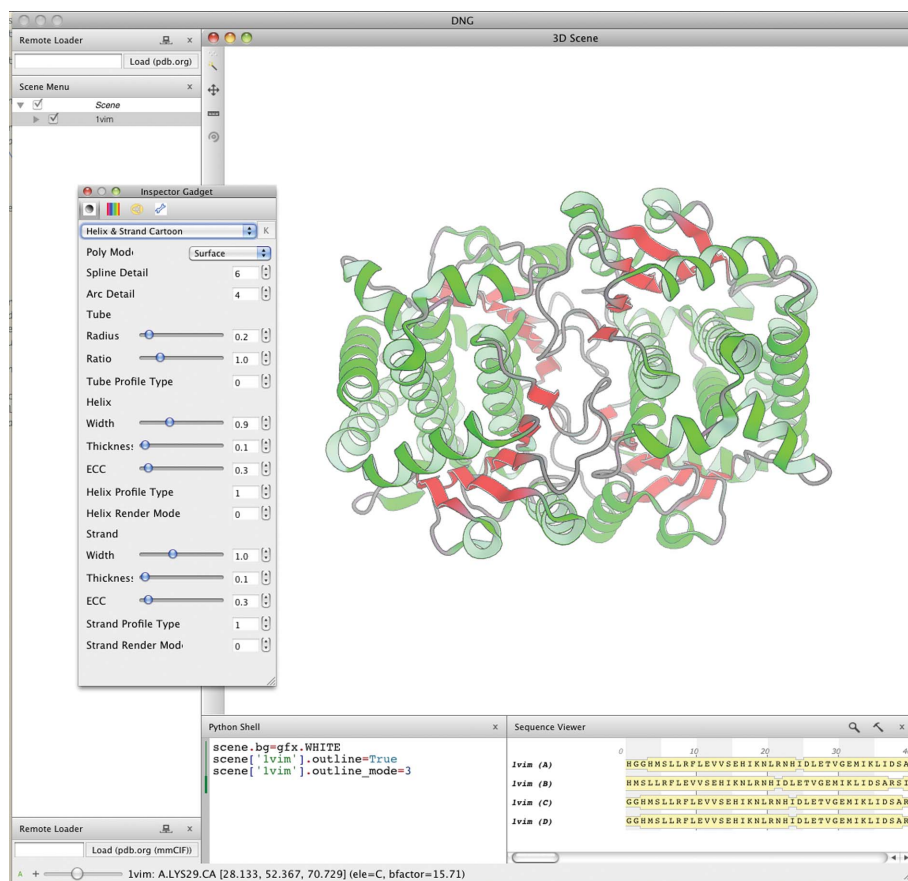 DNG
Remote Loader x
Load (pdb.org)
Scene Menu x
Scene
1vim
3D Scene
Inspector Gadget
Helix & Strand Cartoon K
Poly Mod Surface
Spline Detail 6
Arc Detail 4
Tube
Radius 0.2
Ratio 1.0
Tube Profile Type 0
Helix
Width 0.9
Thickness 0.1
ECC 0.3
Helix Profile Type 1
Helix Render Mode 0
Strand
Width 1.0
Thickness 0.1
ECC 0.3
Strand Profile Type 1
Strand Render Mod 0
Python Shell x
scene.bg=gfx.WHITE
scene['1vim'].outline=True
scene['1vim'].outline_mode=3
Sequence Viewer x
0 10 20 30 40
1vim (A) HGGHMSLLRFLEVVSEHIKNLRNHIDLETVGEMIKLIDSA
1vim (B) HMSLLRFLEVVSEHIKNLRNHIDLETVGEMIKLIDSARSI
1vim (C) GGHMSLLRFLEVVSEHIKNLRNHIDLETVGEMIKLIDSAR
1vim (D) GGHMSLLRFLEVVSEHIKNLRNHIDLETVGEMIKLIDSAR
Remote Loader x
Load (pdb.org (mmCIF))
A + 1vim: A.LYS29.CA [28.133, 52.367, 70.729] (ele=C, bfactor=15.71)